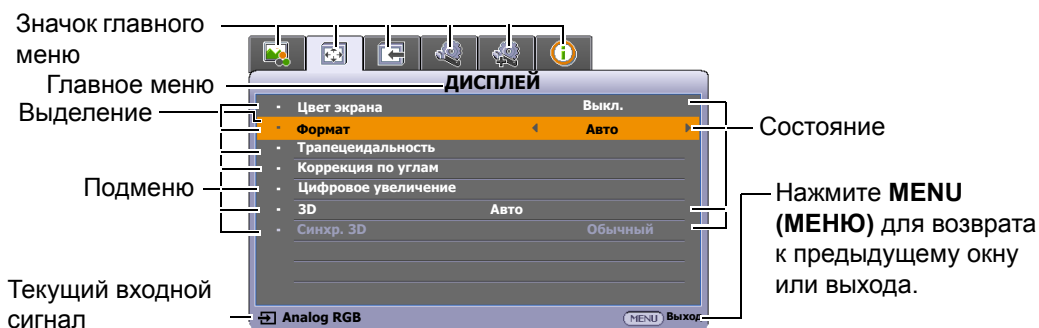 Значок главного
меню
Главное меню
ДИСПЛЕЙ
Выделение
Цвет экрана Выкл.
Формат Авто
Состояние
Трапецеидальность
Коррекция по углам
Подменю
Цифровое увеличение
3D Авто
Синхр. 3D Обычный
Нажмите MENU
(МЕНЮ) для возврата
к предыдущему окну
или выхода.
Текущий входной
сигнал
Analog RGB
MENU Выход